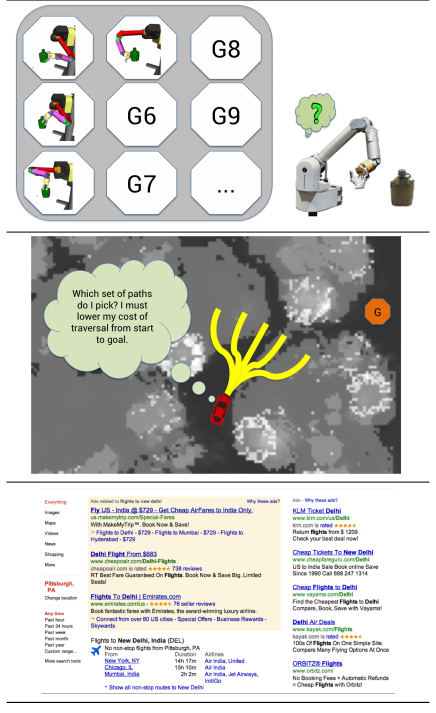 G8
G6
G9
G7
...
?
Which set of paths
do I pick? I must
lower my cost of
traversal from start
to goal.
G
Everything
Images
Maps
Videos
News
Shopping
More
Pittsburgh,
PA
Change location
Any time
Past hour
Past 24 hours
Past week
Past month
Past year
Custom range...
More search tools
Ads related to flights to new delhi
Why these ads?
Fly US - India @ $729 - Get Cheap AirFares to India Only.
us.makemytrip.com/Special-Fares
With MakeMyTrip™. Book Now & Save!
Flights to Delhi - $729 - Flights to Mumbai - $729 - Flights to
Hyderabad - $729
Delhi Flight From $683
www.cheapoair.com/Delhi-Flights
cheapoair.com is rated ★★★★★ 738 reviews
RT Best Fare Guaranteed On Flights. Book Now & Save Big. Limited
Seats!
Flights To Delhi | Emirates.com
www.emirates.com/us - ★★★★★ 76 seller reviews
Book fantastic fares with Emirates, the award-winning luxury airline.
Connect from over 80 US cities - Special Offers - Business Rewards -
Skywards
Flights to New Delhi, India (DEL)
No non-stop flights from Pittsburgh, PA
From Duration Airlines
New York, NY 14h 17m Air India, United
Chicago, IL 15h 10m Air India
Mumbai, India 2h 2m Air India, Jet Airways,
IndiGo
+ Show all non-stop routes to New Delhi
Ads - Why these ads?
KLM Ticket Delhi
www.klm.com/us/Delhi
klm.com is rated ★★★★★
Return flights from $ 1209 .
Check your best deal now!
Cheap Tickets To New Delhi
www.cheapfareguru.com/Delhi
US to India Sale Book online Save
Since 1990 Call 888 247 1314
Cheap Flights to Delhi
www.vayama.com/Delhi
Find the Cheapest Flights to Delhi
Compare, Book, Save with Vayama!
Delhi Air Deals
www.kayak.com/Flights
kayak.com is rated ★★★★★
100s Of Flights On One Simple Site.
Compare Many Flying Options At Once
ORBITZ® Flights
www.orbitz.com/
No Booking Fees + Automatic Refunds
= Cheap Flights with Orbitz!